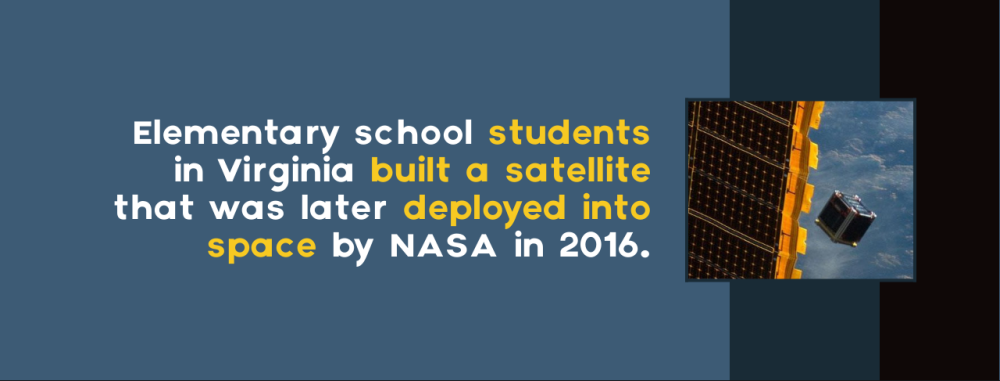 Elementary school students
in Virginia built a satellite
that was later deployed into
space by NASA in 2016.